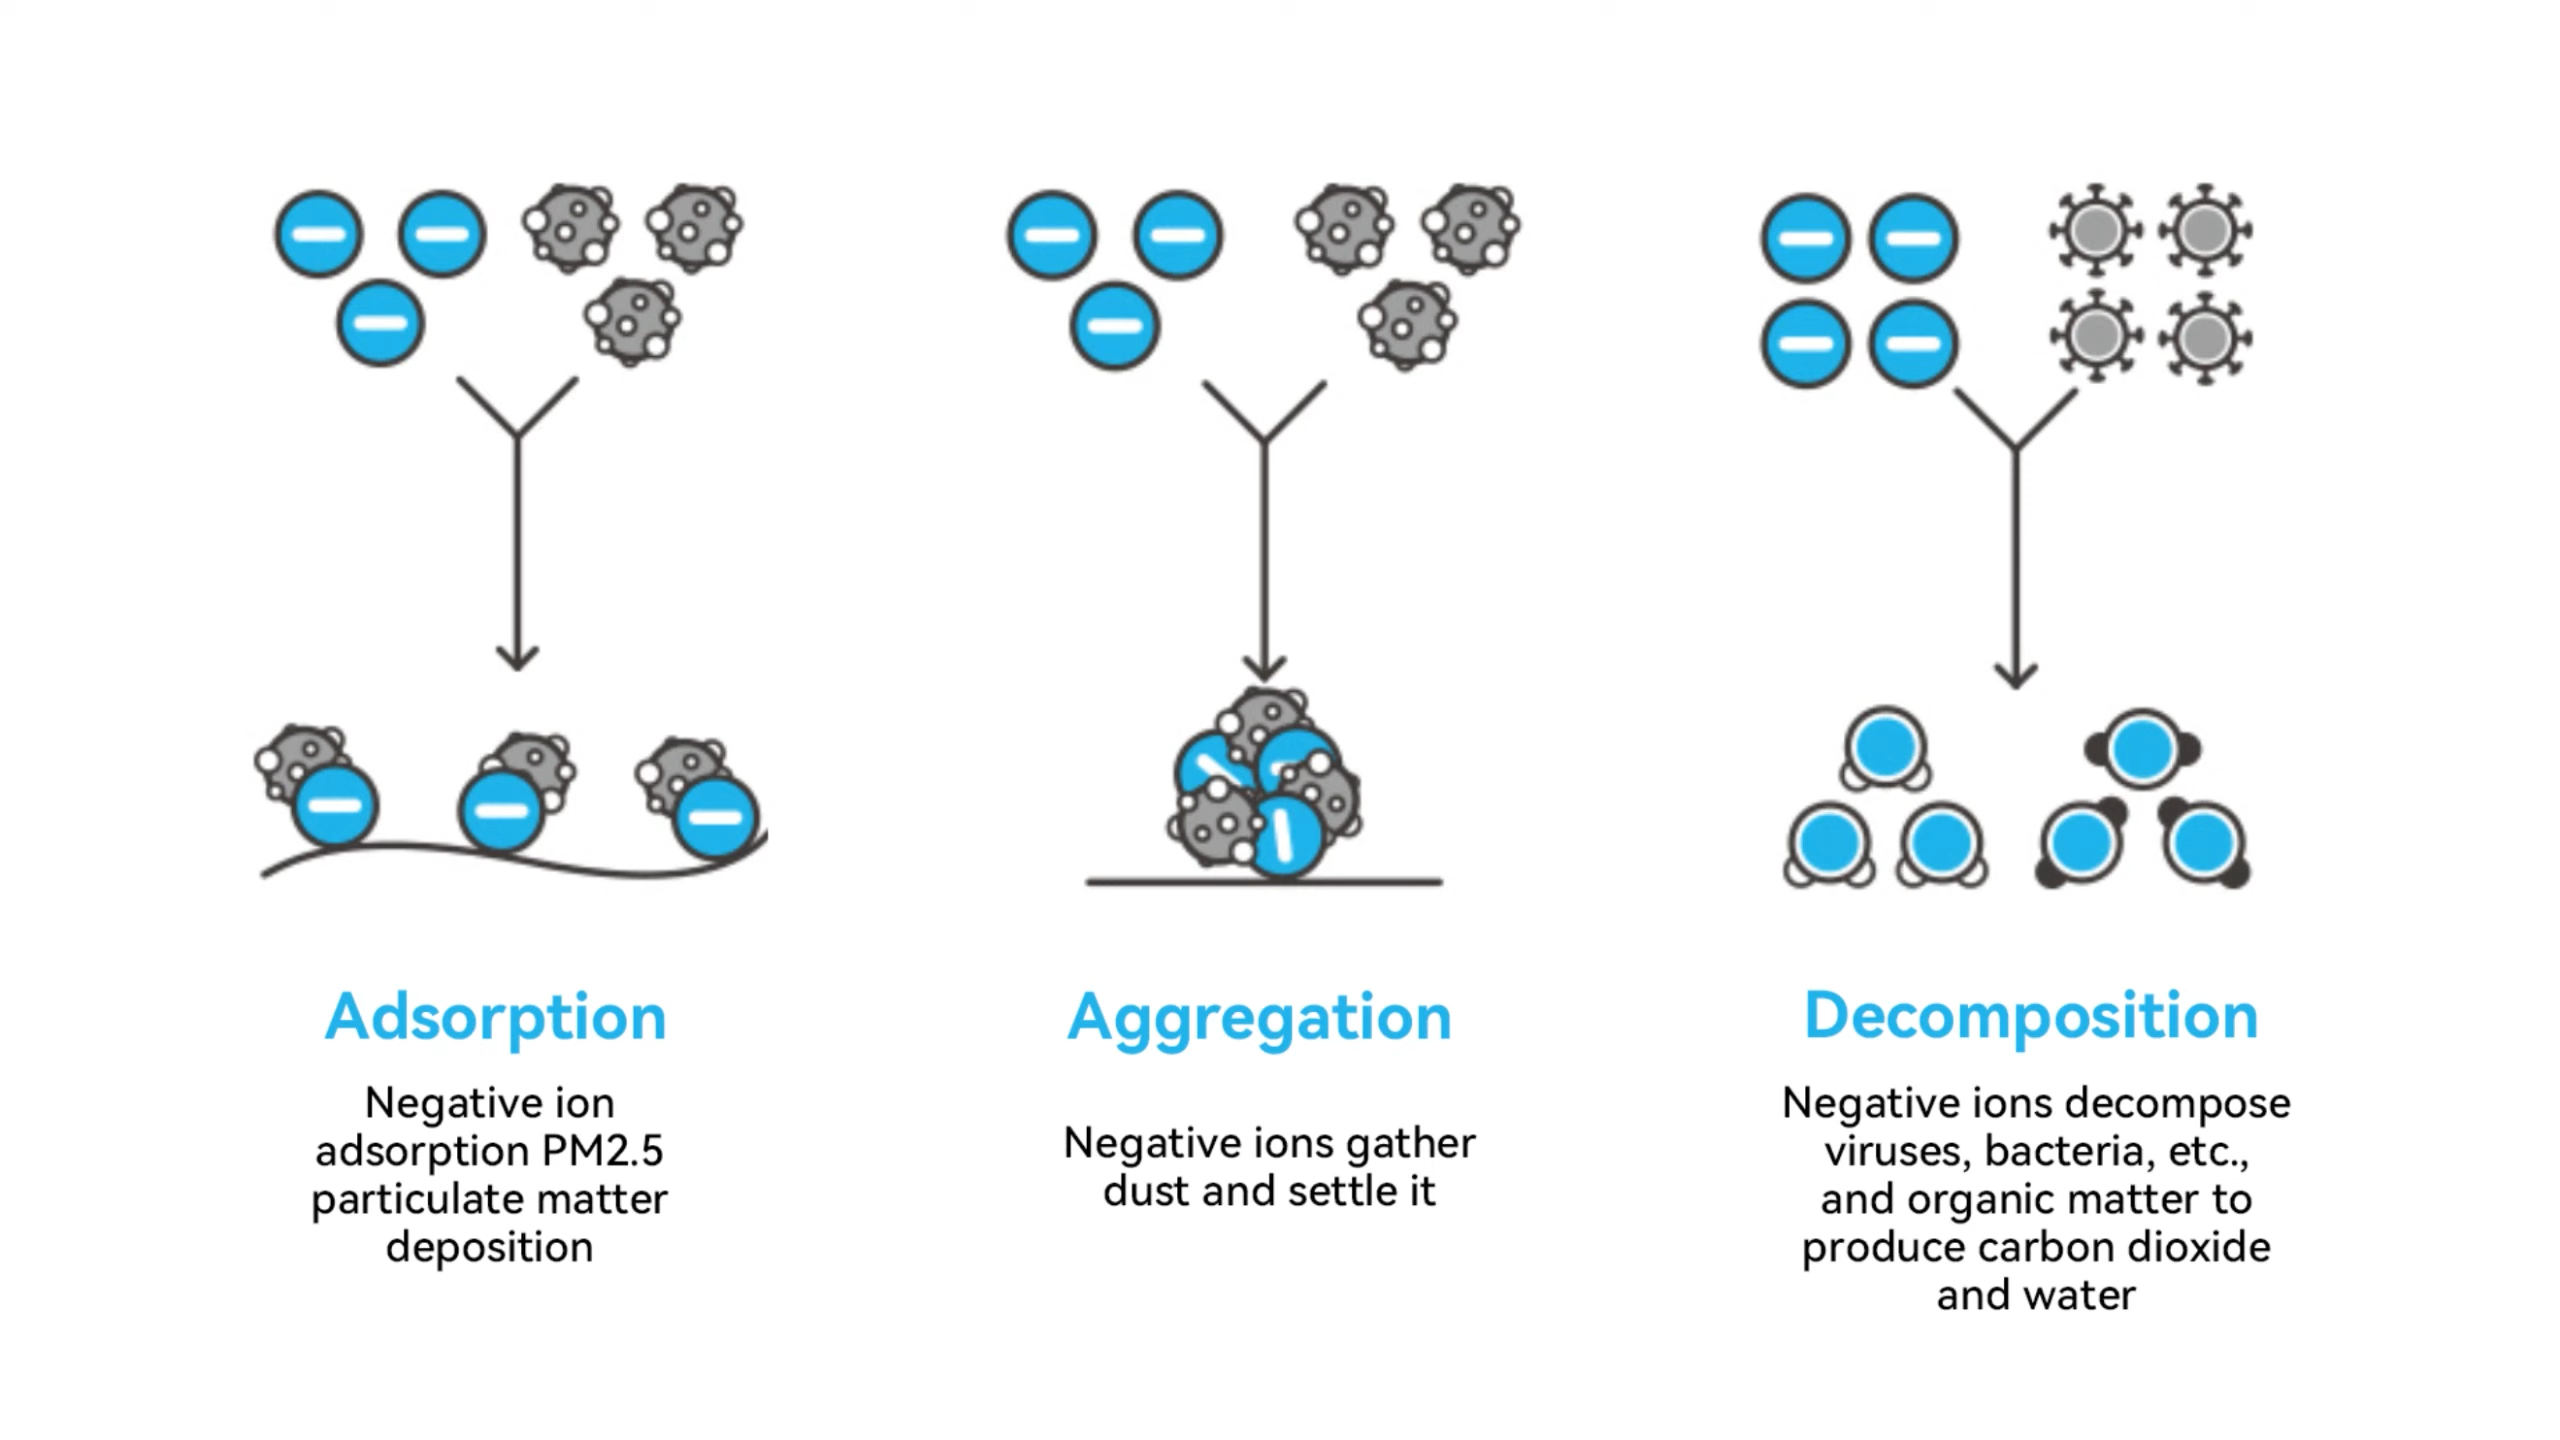 Adsorption
Negative ion
adsorption PM2.5
particulate matter
deposition
Aggregation
Negative ions gather
dust and settle it
Decomposition
Negative ions decompose
viruses, bacteria, etc.,
and organic matter to
produce carbon dioxide
and water